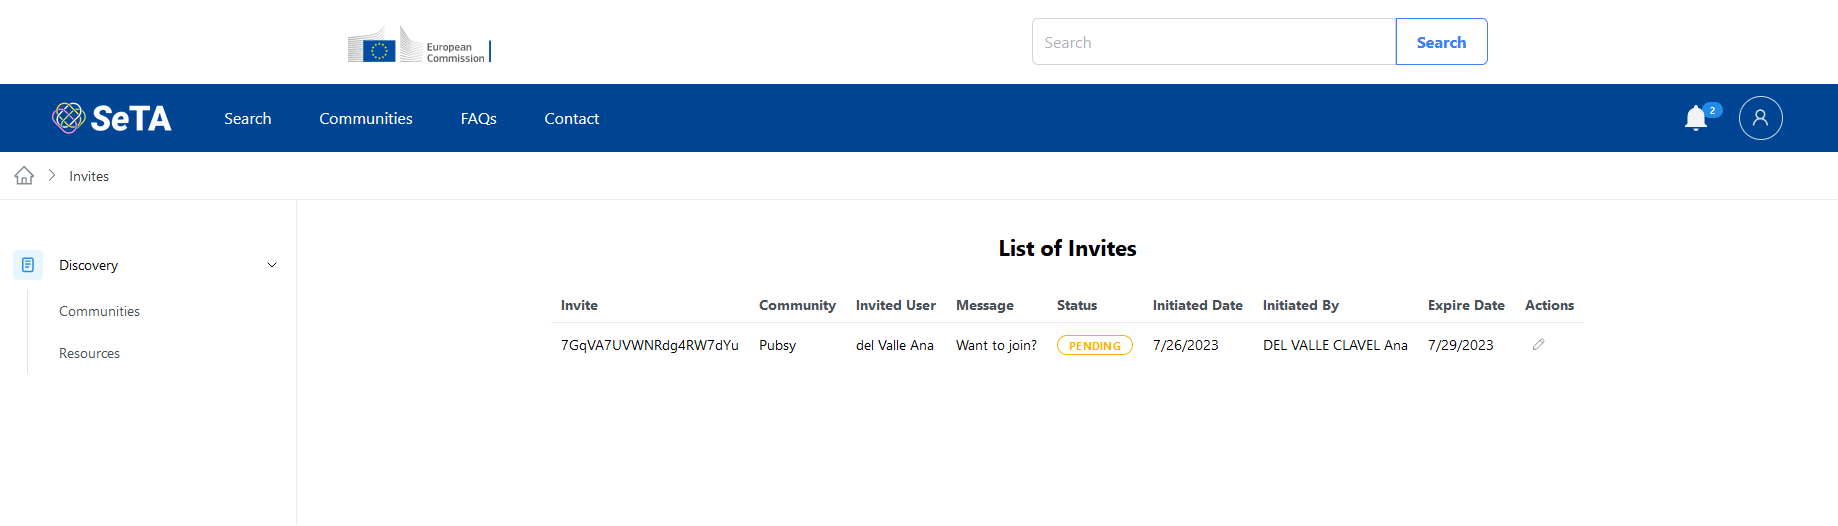 European
Commission
Search
Search
SeTA
Search
Communities
FAQs
Contact
2
Invites
Discovery
Communities
Resources
List of Invites
Invite Community Invited User Message Status Initiated Date Initiated By Expire Date Actions
7GqVA7UVWNRdg4RW7dYu Pubsy del Valle Ana Want to join? PENDING 7/26/2023 DEL VALLE CLAVEL Ana 7/29/2023